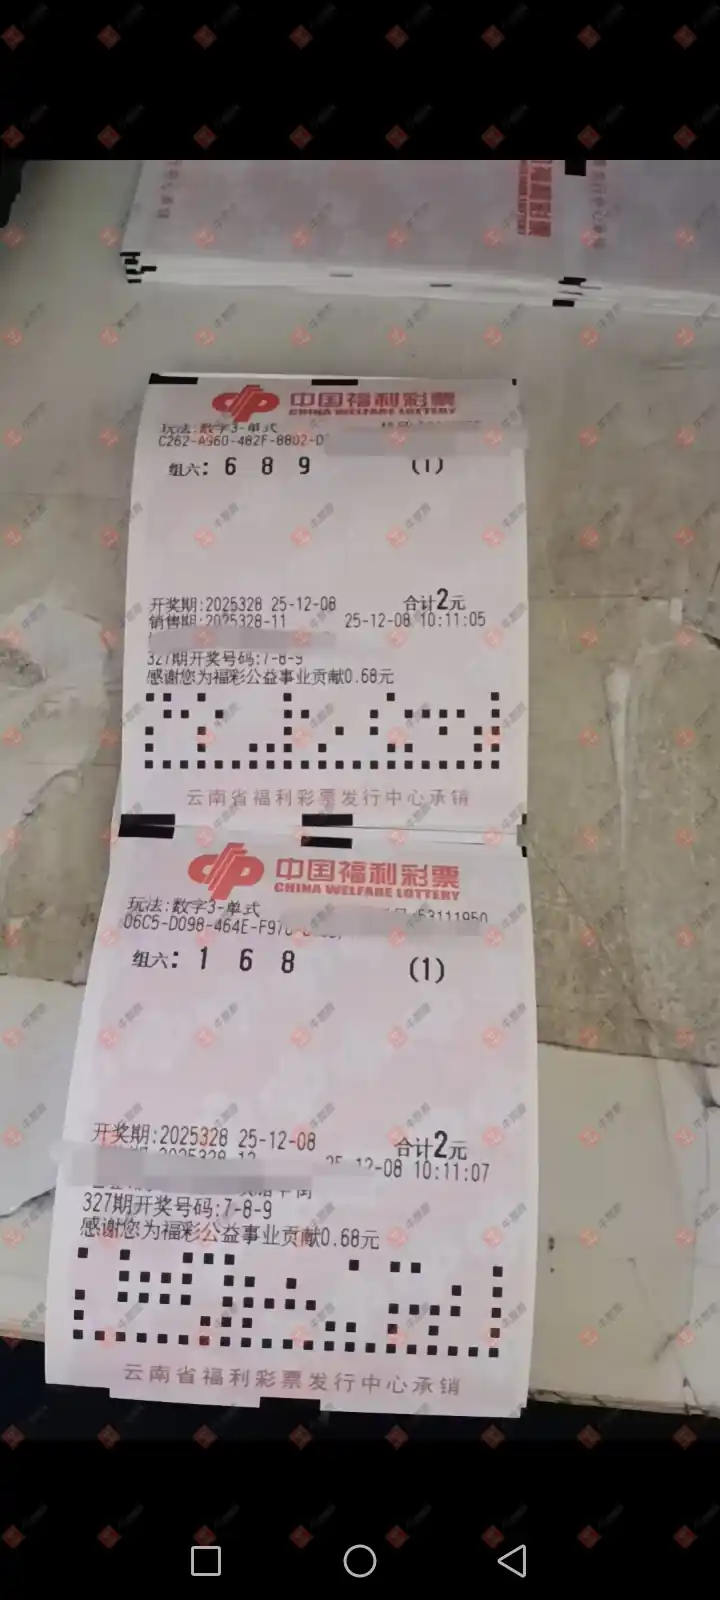 中国福利彩票
CHINA WELFARE LOTTERY
玩法:数字3-单式
C262-A960-482F-8802-D
组六: 6 8 9 (1)
开奖期:2025328 25-12-08 合计2元
销售期:2025328-11 25-12-08 10:11:05
327期开奖号码:7-8-9
感谢您为福彩公益事业贡献0.68元
云南省福利彩票发行中心承销
中国福利彩票
CHINA WELFARE LOTTERY
玩法:数字3-单式 :53111950
06C5-D098-464E-F97
组六: 1 6 8 (1)
开奖期:2025328 25-12-08 合计2元
2025328-12 25-12-08 10:11:07
327期开奖号码:7-8-9
感谢您为福彩公益事业贡献0.68元
云南省福利彩票发行中心承销